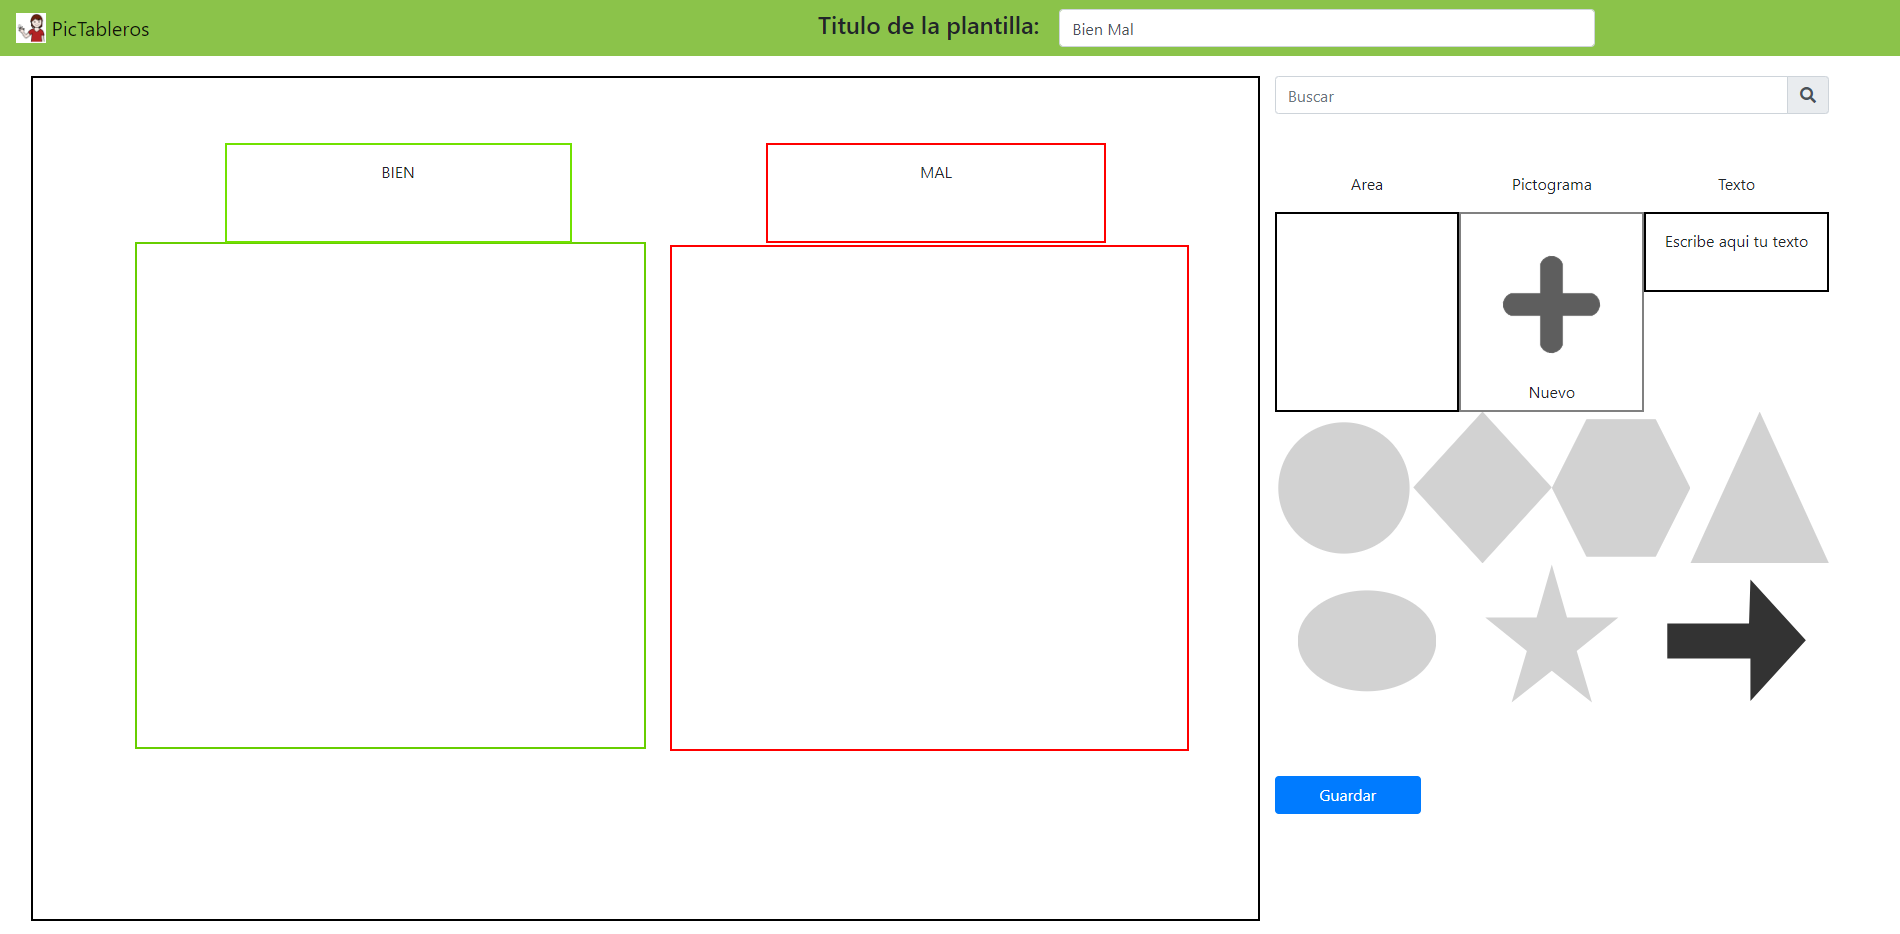 PicTableros
Titulo de la plantilla:
Bien Mal
BIEN
MAL
Buscar
Area
Pictograma
Texto
Escribe aqui tu texto
Nuevo
Guardar